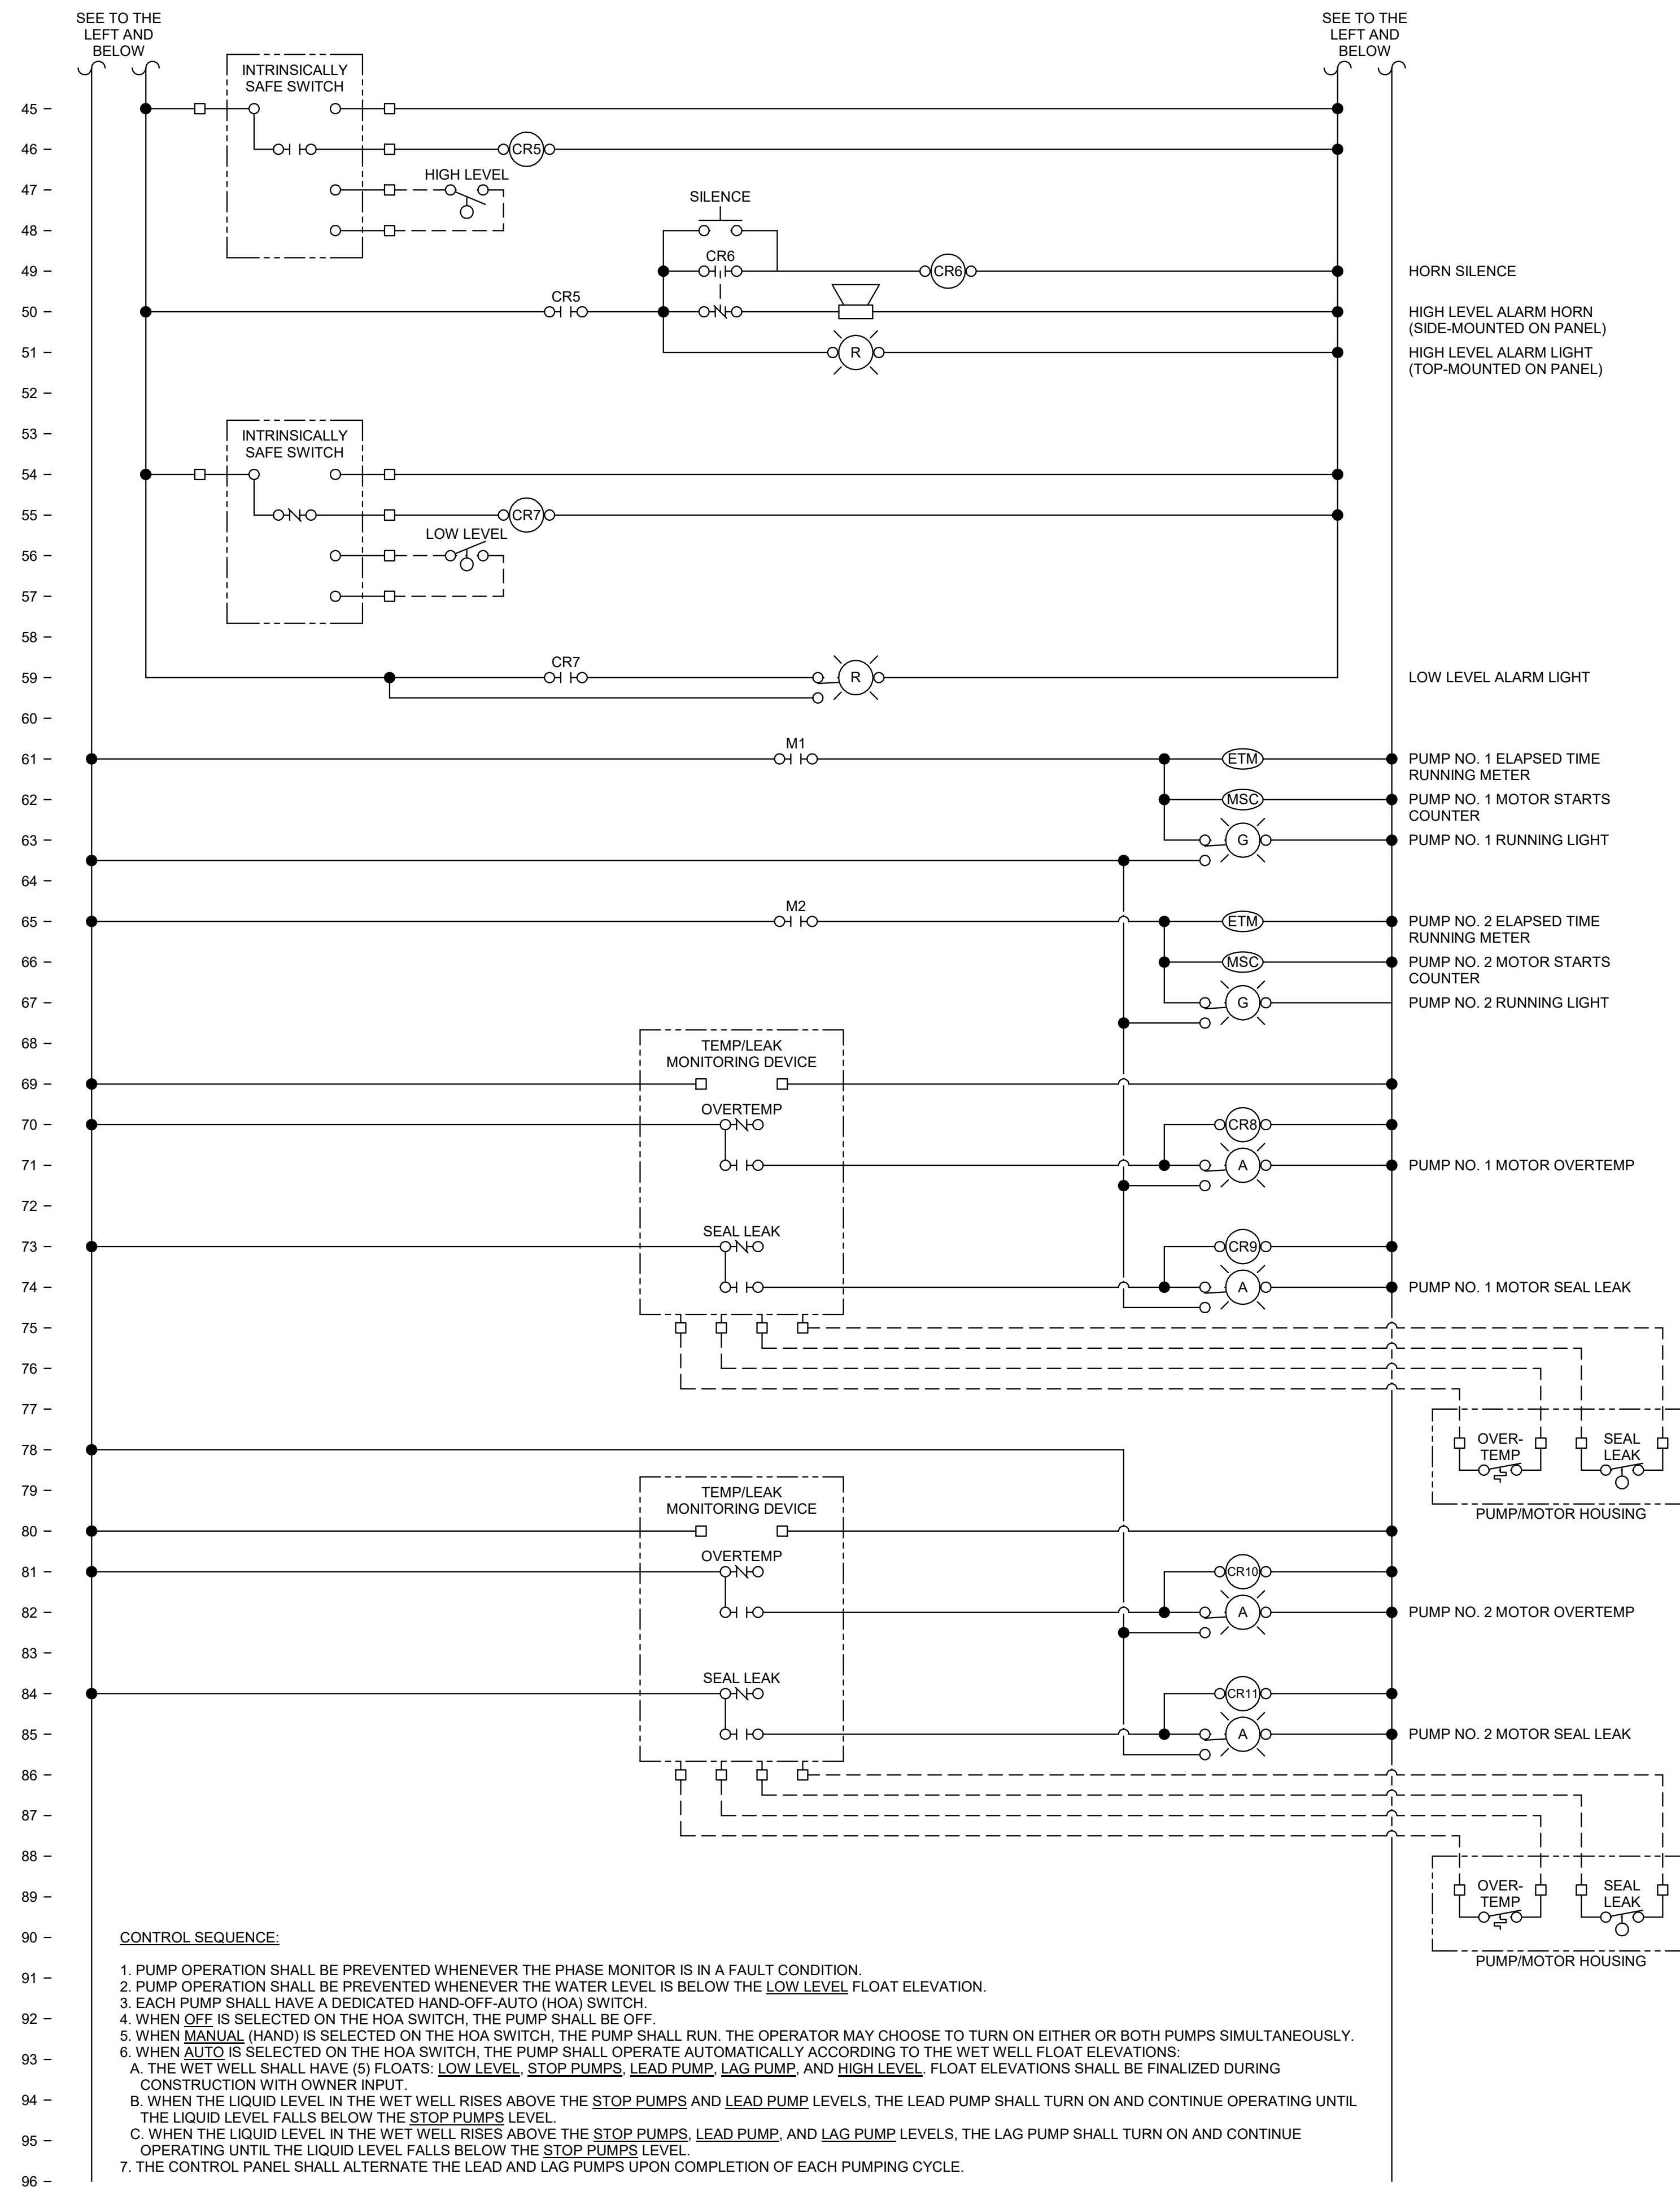 SEE TO THE
LEFT AND
BELOW
SEE TO THE
LEFT AND
BELOW
INTRINSICALLY
SAFE SWITCH
45
46
CR5
47
HIGH LEVEL
SILENCE
48
49
CR6
CR6
HORN SILENCE
50
CR5
HIGH LEVEL ALARM HORN
(SIDE-MOUNTED ON PANEL)
51
R
HIGH LEVEL ALARM LIGHT
(TOP-MOUNTED ON PANEL)
52
53
INTRINSICALLY
SAFE SWITCH
54
55
CR7
LOW LEVEL
56
57
58
59
CR7
R
LOW LEVEL ALARM LIGHT
60
61
M1
ETM
PUMP NO. 1 ELAPSED TIME
RUNNING METER
62
MSC
PUMP NO. 1 MOTOR STARTS
COUNTER
63
G
PUMP NO. 1 RUNNING LIGHT
64
65
M2
ETM
PUMP NO. 2 ELAPSED TIME
RUNNING METER
66
MSC
PUMP NO. 2 MOTOR STARTS
COUNTER
67
G
PUMP NO. 2 RUNNING LIGHT
68
TEMP/LEAK
MONITORING DEVICE
69
OVERTEMP
70
CR8
71
A
PUMP NO. 1 MOTOR OVERTEMP
72
SEAL LEAK
73
CR9
74
A
PUMP NO. 1 MOTOR SEAL LEAK
75
76
77
78
OVER-
TEMP
SEAL
LEAK
PUMP/MOTOR HOUSING
79
TEMP/LEAK
MONITORING DEVICE
80
OVERTEMP
81
CR10
82
A
PUMP NO. 2 MOTOR OVERTEMP
83
SEAL LEAK
84
CR11
85
A
PUMP NO. 2 MOTOR SEAL LEAK
86
87
88
89
OVER-
TEMP
SEAL
LEAK
PUMP/MOTOR HOUSING
90
91
92
93
94
95
96
CONTROL SEQUENCE:
1. PUMP OPERATION SHALL BE PREVENTED WHENEVER THE PHASE MONITOR IS IN A FAULT CONDITION.
2. PUMP OPERATION SHALL BE PREVENTED WHENEVER THE WATER LEVEL IS BELOW THE LOW LEVEL FLOAT ELEVATION.
3. EACH PUMP SHALL HAVE A DEDICATED HAND-OFF-AUTO (HOA) SWITCH.
4. WHEN OFF IS SELECTED ON THE HOA SWITCH, THE PUMP SHALL BE OFF.
5. WHEN MANUAL (HAND) IS SELECTED ON THE HOA SWITCH, THE PUMP SHALL RUN. THE OPERATOR MAY CHOOSE TO TURN ON EITHER OR BOTH PUMPS SIMULTANEOUSLY.
6. WHEN AUTO IS SELECTED ON THE HOA SWITCH, THE PUMP SHALL OPERATE AUTOMATICALLY ACCORDING TO THE WET WELL FLOAT ELEVATIONS:
A. THE WET WELL SHALL HAVE (5) FLOATS: LOW LEVEL, STOP PUMPS, LEAD PUMP, LAG PUMP, AND HIGH LEVEL. FLOAT ELEVATIONS SHALL BE FINALIZED DURING
CONSTRUCTION WITH OWNER INPUT.
B. WHEN THE LIQUID LEVEL IN THE WET WELL RISES ABOVE THE STOP PUMPS AND LEAD PUMP LEVELS, THE LEAD PUMP SHALL TURN ON AND CONTINUE OPERATING UNTIL
THE LIQUID LEVEL FALLS BELOW THE STOP PUMPS LEVEL.
C. WHEN THE LIQUID LEVEL IN THE WET WELL RISES ABOVE THE STOP PUMPS, LEAD PUMP, AND LAG PUMP LEVELS, THE LAG PUMP SHALL TURN ON AND CONTINUE
OPERATING UNTIL THE LIQUID LEVEL FALLS BELOW THE STOP PUMPS LEVEL.
7. THE CONTROL PANEL SHALL ALTERNATE THE LEAD AND LAG PUMPS UPON COMPLETION OF EACH PUMPING CYCLE.